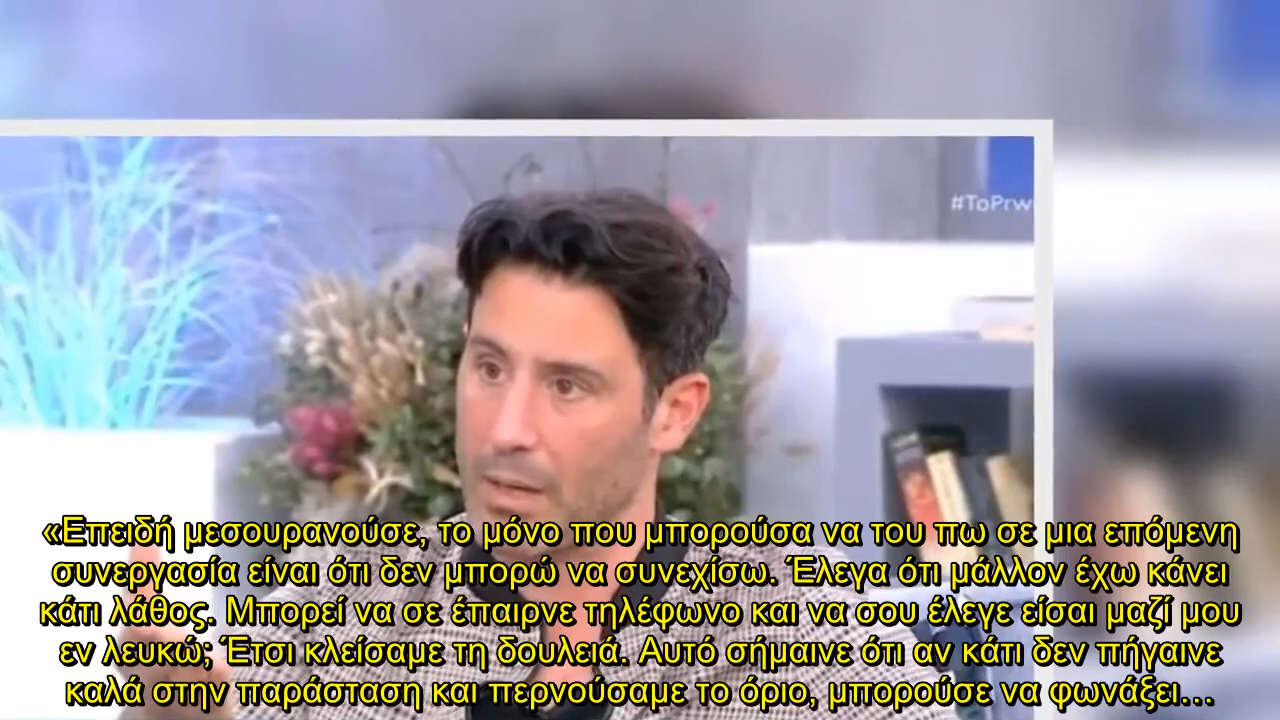 #ToPrw
«Επειδή μεσουρανούσε, το μόνο που μπορούσα να του πω σε μια επόμενη
συνεργασία είναι ότι δεν μπορώ να συνεχίσω. Έλεγα ότι μάλλον έχω κάνει
κάτι λάθος. Μπορεί να σε έπαιρνε τηλέφωνο και να σου έλεγε είσαι μαζί μου
εν λευκώ; Έτσι κλείσαμε τη δουλειά. Αυτό σήμαινε ότι αν κάτι δεν πήγαινε
καλά στην παράσταση και περνούσαμε το όριο, μπορούσε να φωνάξει…